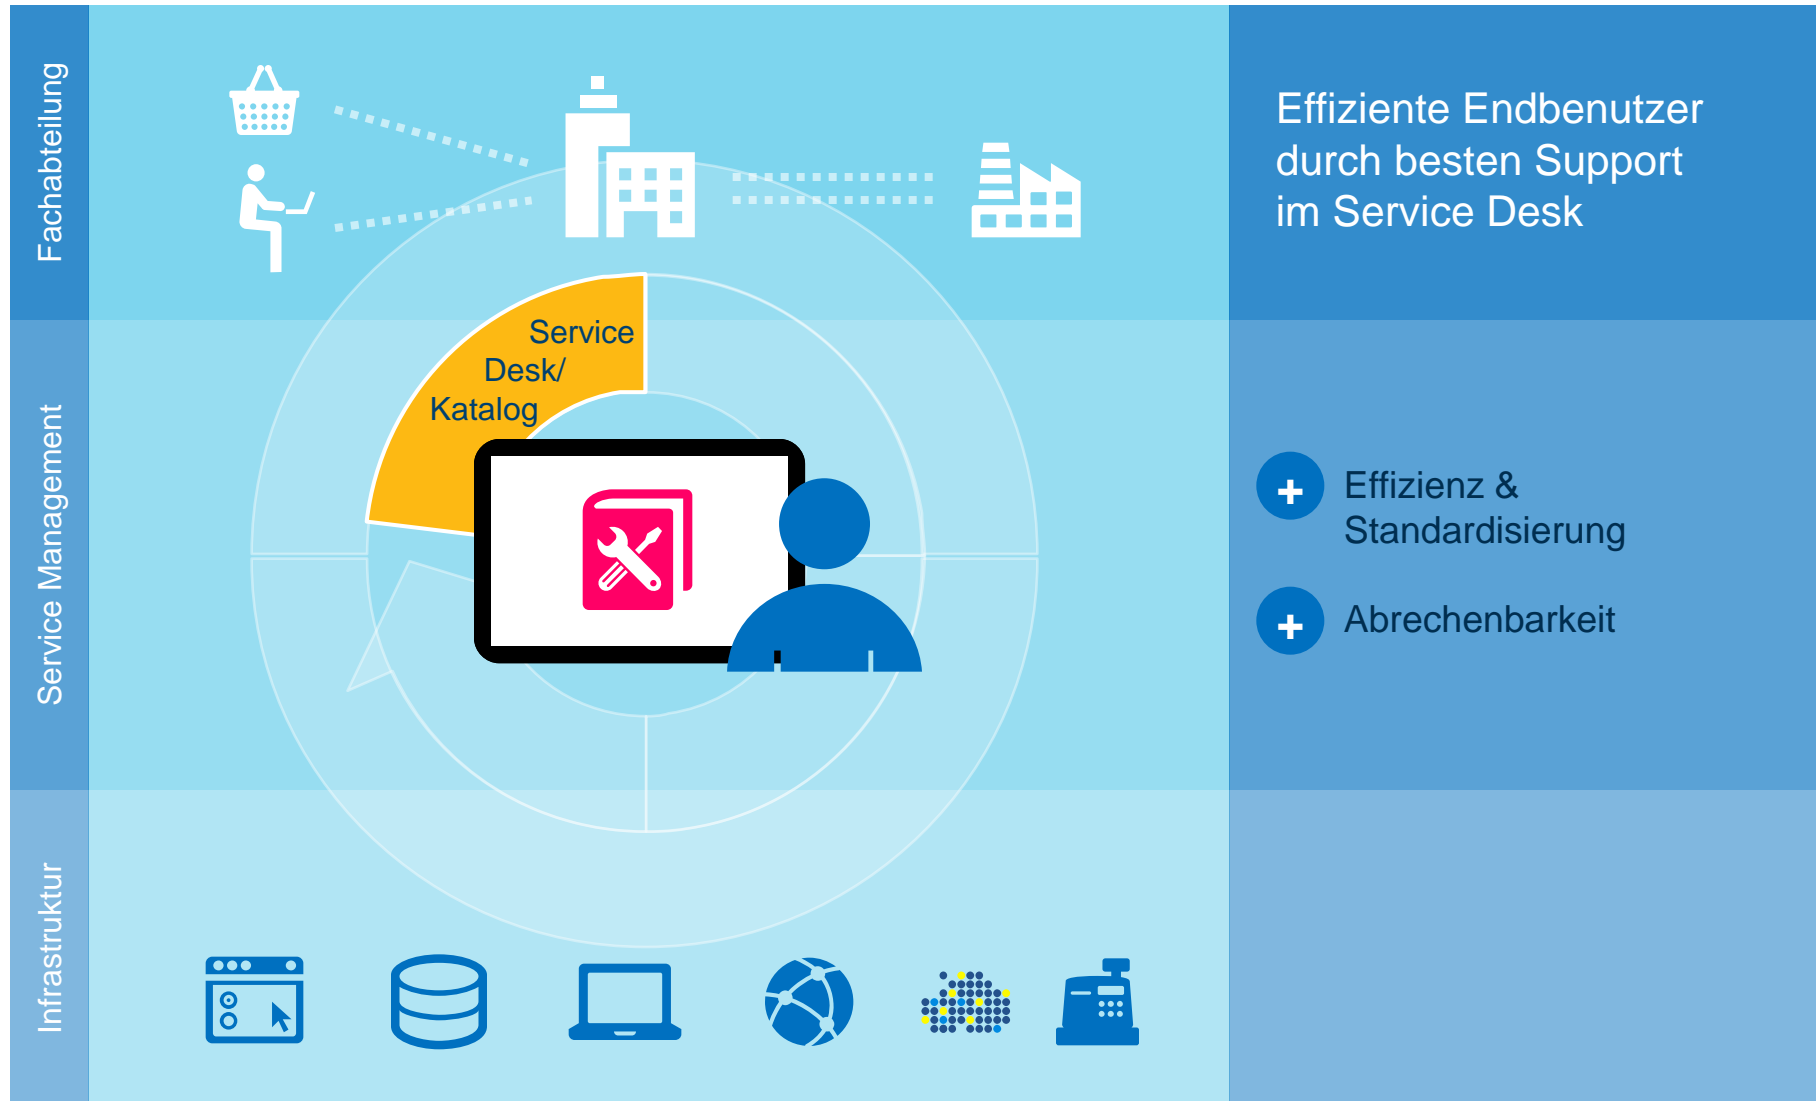 Fachabteilung
Effiziente Endbenutzer
durch besten Support
im Service Desk
Service Management
Service
Desk/
Katalog
+ Effizienz &
Standardisierung
+ Abrechenbarkeit
Infrastruktur